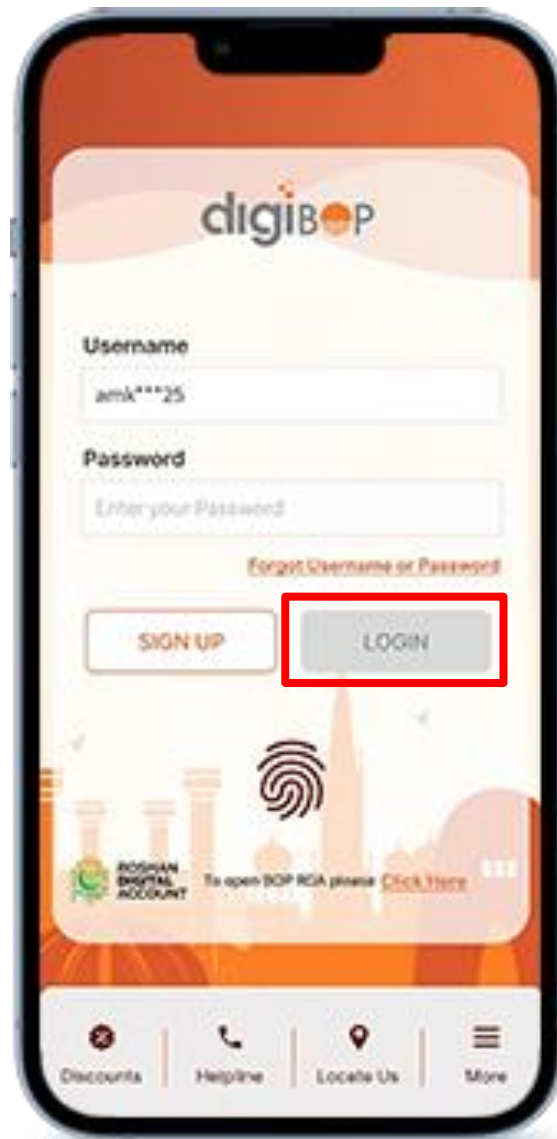 digiBOP
Username
amk***25
Password
Enter your Password
Forgot Username or Password
SIGN UP LOGIN
ROSHAN
DIGITAL
ACCOUNT
To open BOP RDA please Click Here
Discounts Helpline Locate Us More